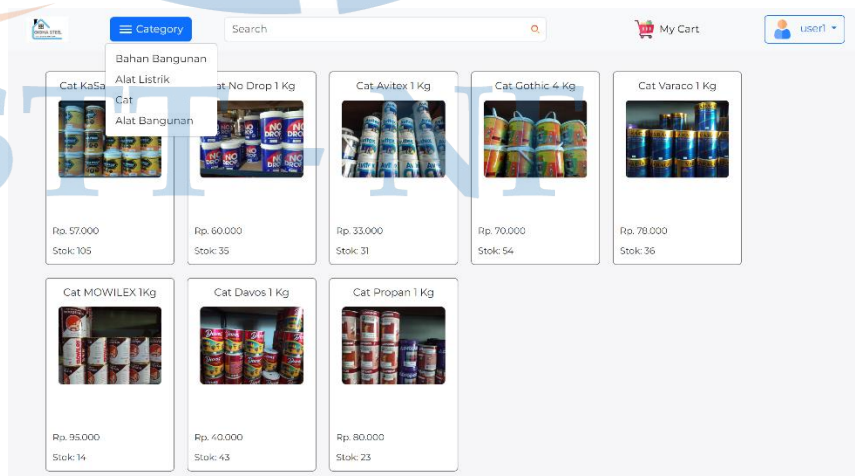 Category
Search
My Cart
user1
Bahan Bangunan
Alat Listrik
Cat
Alat Bangunan
Cat KaSa
at No Drop 1 Kg
Cat Avitex 1 Kg
Cat Gothic 4 Kg
Cat Varaco 1 Kg
Rp. 57.000
Stok: 105
Rp. 60.000
Stok: 35
Rp. 33.000
Stok: 31
Rp. 70.000
Stok: 54
Rp. 78.000
Stok: 36
Cat MOWILEX 1Kg
Cat Davos 1 Kg
Cat Propan 1 Kg
Rp. 95.000
Stok: 14
Rp. 40.000
Stok: 43
Rp. 80.000
Stok: 23
STT - NF